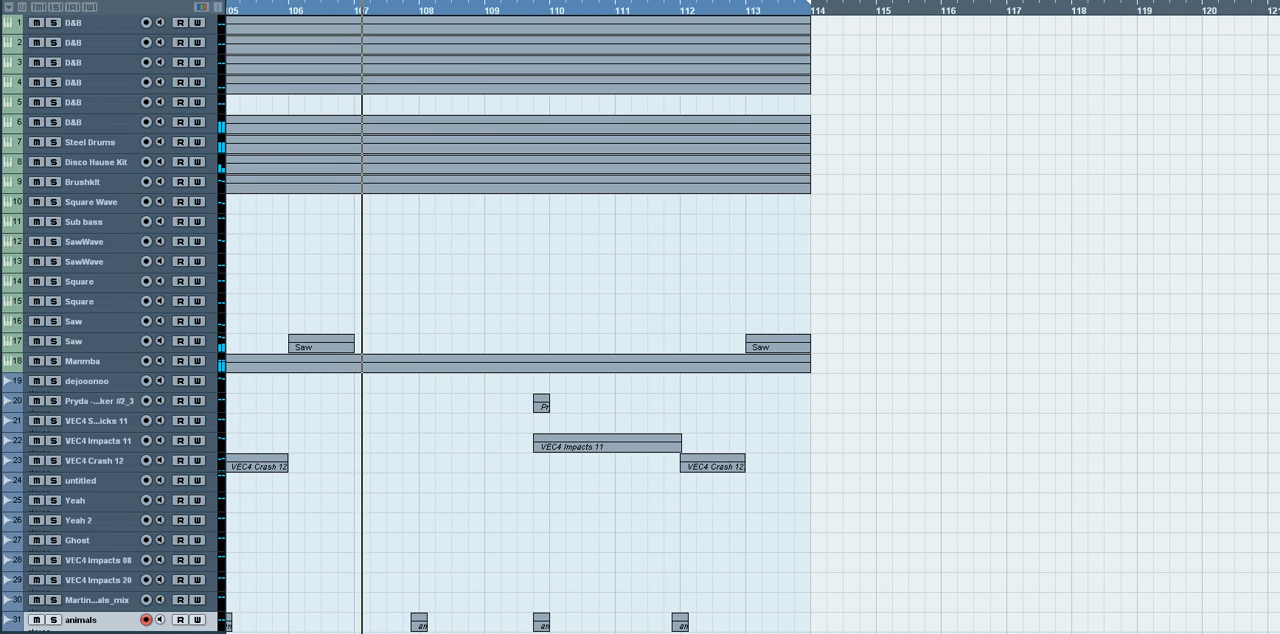 M S R W
05 106 107 108 109 110 111 112 113 114 115 116 117 118 119 120 121
1 M S D&B R W
2 M S D&B R W
3 M S D&B R W
4 M S D&B R W
5 M S D&B R W
6 M S D&B R W
7 M S Steel Drums R W
8 M S Disco Hause Kit R W
9 M S BrushkIt R W
10 M S Square Wave R W
11 M S Sub bass R W
12 M S SawWave R W
13 M S SawWave R W
14 M S Square R W
15 M S Square R W
16 M S Saw R W
17 M S Saw R W Saw Saw
18 M S Manmba R W
19 M S dejooonoo R W
20 M S Pryda -...ker #2_3 R W Pr
21 M S VEC4 S...icks 11 R W
22 M S VEC4 Impacts 11 R W VEC4 Impacts 11
23 M S VEC4 Crash 12 R W VEC4 Crash 12 VEC4 Crash 12
24 M S untitled R W
25 M S Yeah R W
26 M S Yeah 2 R W
27 M S Ghost R W
28 M S VEC4 Impacts 08 R W
29 M S VEC4 Impacts 20 R W
30 M S Martin...als_mix R W
31 M S animals R W an an an